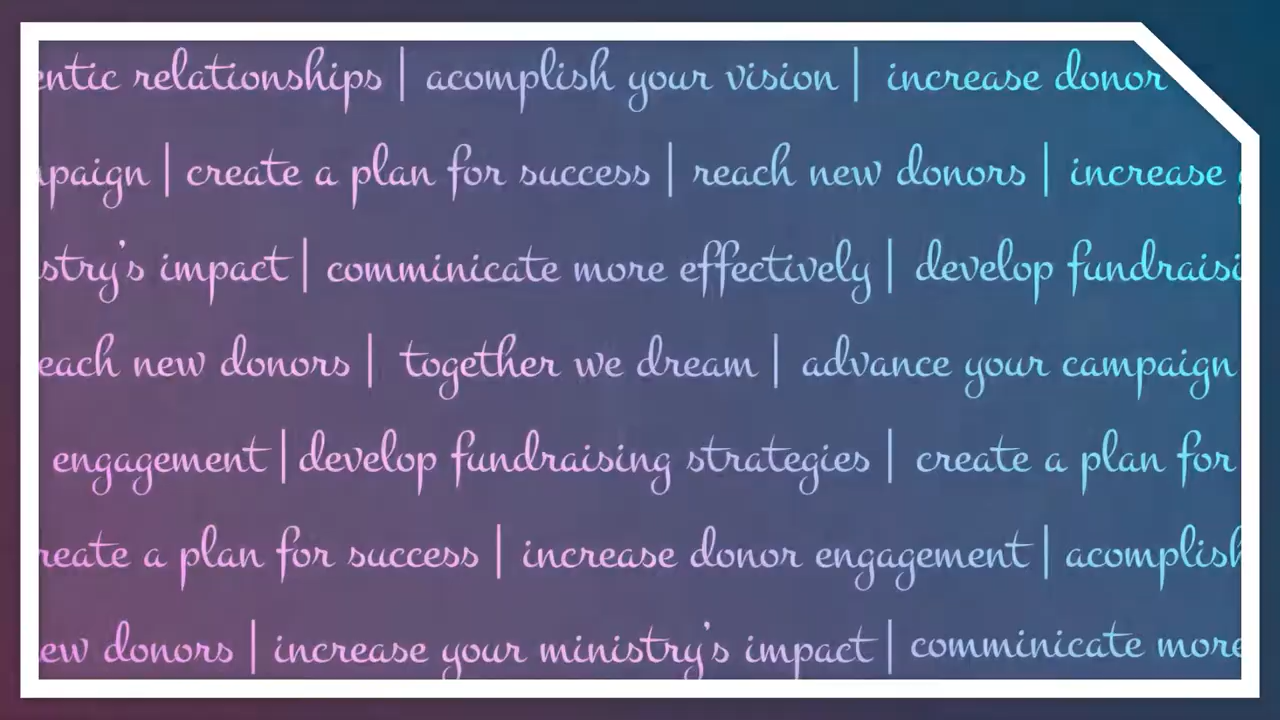 entic relationships | acomplish your vision | increase donor
paign | create a plan for success | reach new donors | increase
stry's impact | comminicate more effectively | develop fundraisi
each new donors | together we dream | advance your campaign
engagement | develop fundraising strategies | create a plan for
reate a plan for success | increase donor engagement | acomplish
ew donors | increase your ministry's impact | comminicate more